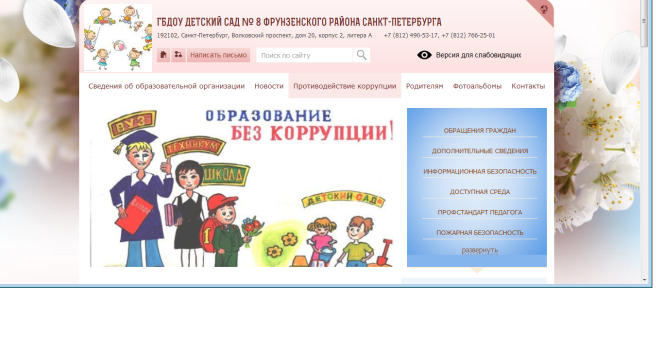 ГБДОУ ДЕТСКИЙ САД №8 ФРУНЗЕНСКОГО РАЙОНА САНКТ-ПЕТЕРБУРГА
192102, Санкт-Петербург, Волковский проспект, дом 20, корпус 2, литера А +7 (812) 490-53-17, +7 (812) 766-25-01
Написать письмо Поиск по сайту Версия для слабовидящих
Сведения об образовательной организации Новости Противодействие коррупции Родителям Фотоальбомы Контакты
ОБРАЗОВАНИЕ
БЕЗ КОРРУПЦИИ!
ВУЗ
ТЕХНИКУМ
ШКОЛА
ДЕТСКИЙ САД
1
ОБРАЩЕНИЯ ГРАЖДАН
ДОПОЛНИТЕЛЬНЫЕ СВЕДЕНИЯ
ИНФОРМАЦИОННАЯ БЕЗОПАСНОСТЬ
ДОСТУПНАЯ СРЕДА
ПРОФСТАНДАРТ ПЕДАГОГА
ПОЖАРНАЯ БЕЗОПАСНОСТЬ
развернуть